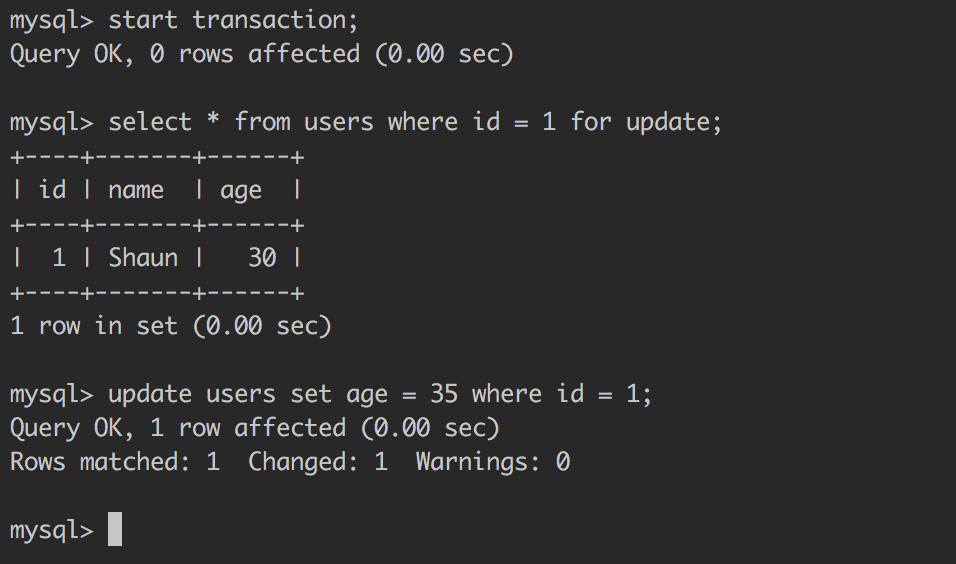 mysql> start transaction;
Query OK, 0 rows affected (0.00 sec)
mysql> select * from users where id = 1 for update;
+----+-------+------+
| id | name  | age  |
+----+-------+------+
|  1 | Shaun |   30 |
+----+-------+------+
1 row in set (0.00 sec)
mysql> update users set age = 35 where id = 1;
Query OK, 1 row affected (0.00 sec)
Rows matched: 1  Changed: 1  Warnings: 0
mysql>